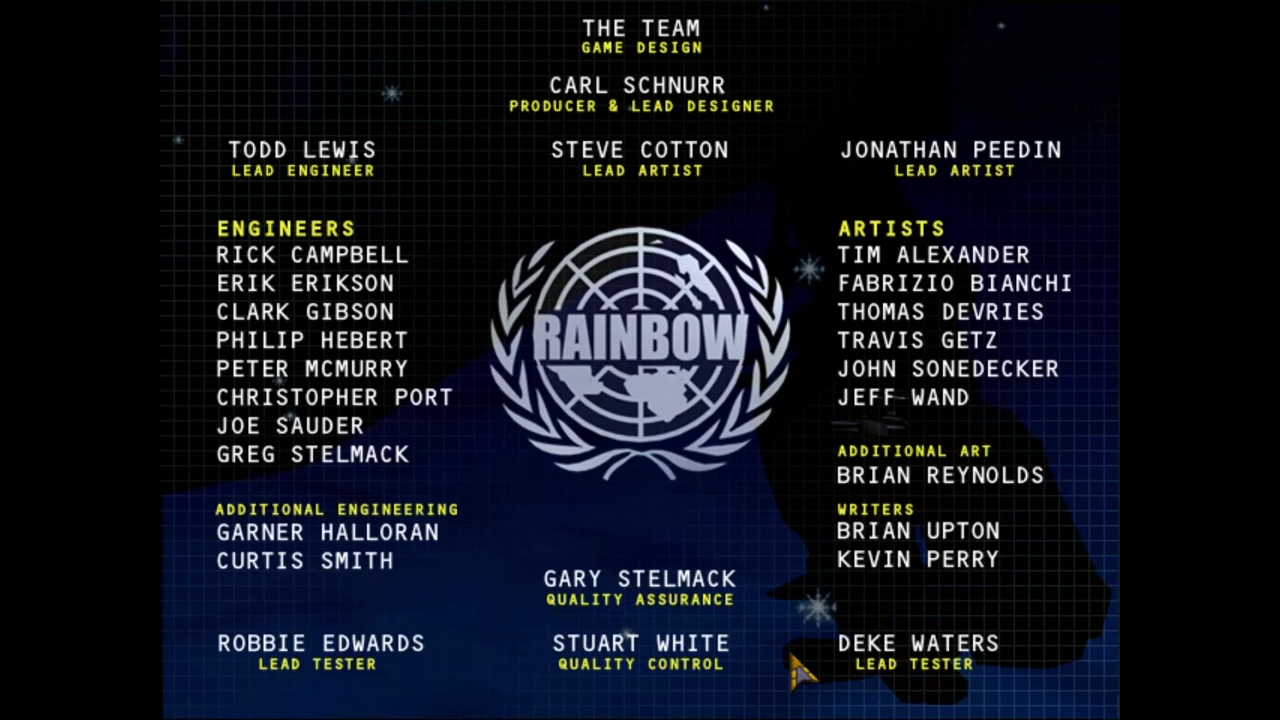 THE TEAM
GAME DESIGN
CARL SCHNURR
PRODUCER & LEAD DESIGNER
TODD LEWIS
LEAD ENGINEER
STEVE COTTON
LEAD ARTIST
JONATHAN PEEDIN
LEAD ARTIST
ENGINEERS
RICK CAMPBELL
ERIK ERIKSON
CLARK GIBSON
PHILIP HEBERT
PETER MCMURRY
CHRISTOPHER PORT
JOE SAUDER
GREG STELMACK
ADDITIONAL ENGINEERING
GARNER HALLORAN
CURTIS SMITH
RAINBOW
ARTISTS
TIM ALEXANDER
FABRIZIO BIANCHI
THOMAS DEVRIES
TRAVIS GETZ
JOHN SONEDECKER
JEFF WAND
ADDITIONAL ART
BRIAN REYNOLDS
WRITERS
BRIAN UPTON
KEVIN PERRY
GARY STELMACK
QUALITY ASSURANCE
ROBBIE EDWARDS
LEAD TESTER
STUART WHITE
QUALITY CONTROL
DEKE WATERS
LEAD TESTER